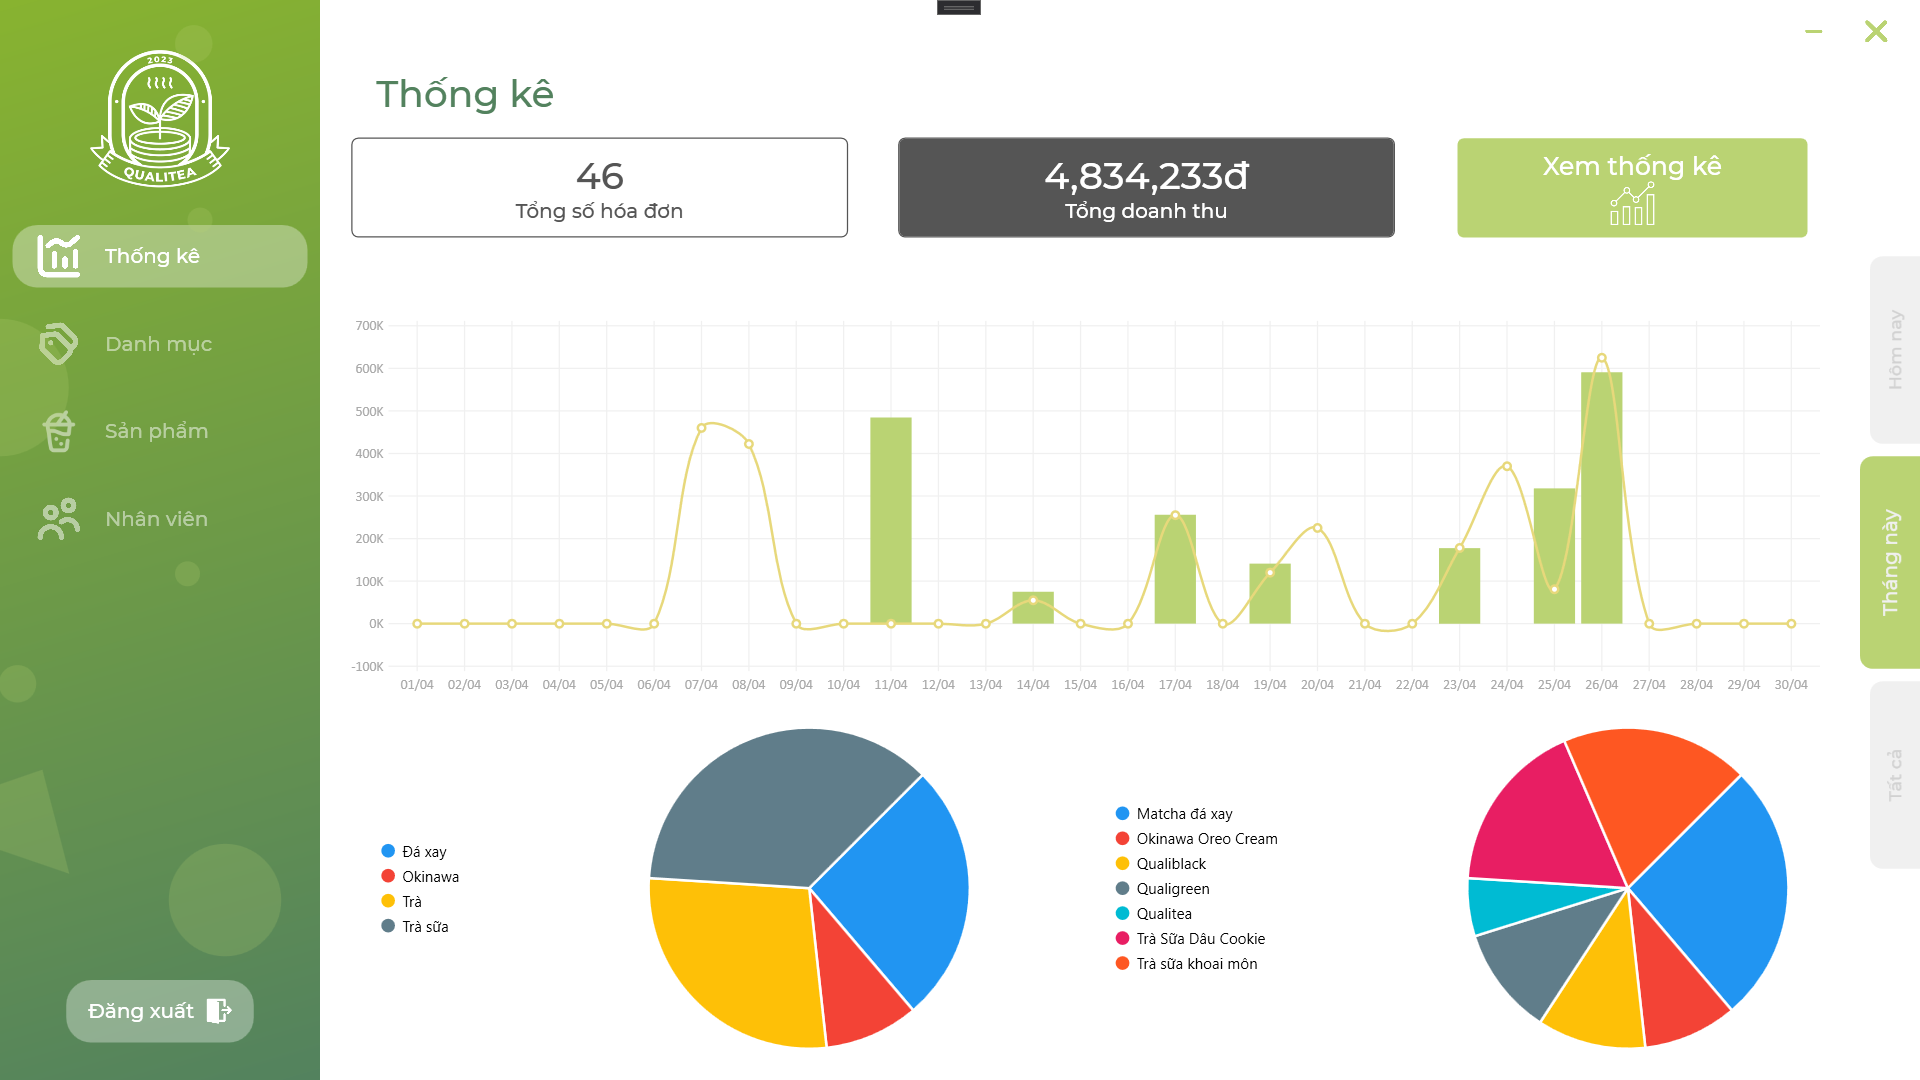 2023
QUALITEA
Thống kê
Danh mục
Sản phẩm
Nhân viên
Đăng xuất
Thống kê
46
Tổng số hóa đơn
4,834,233đ
Tổng doanh thu
Xem thống kê
700K
600K
500K
400K
300K
200K
100K
0K
-100K
01/04 02/04 03/04 04/04 05/04 06/04 07/04 08/04 09/04 10/04 11/04 12/04 13/04 14/04 15/04 16/04 17/04 18/04 19/04 20/04 21/04 22/04 23/04 24/04 25/04 26/04 27/04 28/04 29/04 30/04
Đá xay
Okinawa
Trà
Trà sữa
Matcha đá xay
Okinawa Oreo Cream
Qualiblack
Qualigreen
Qualitea
Trà Sữa Dâu Cookie
Trà sữa khoai môn
Hôm nay
Tháng này
Tất cả